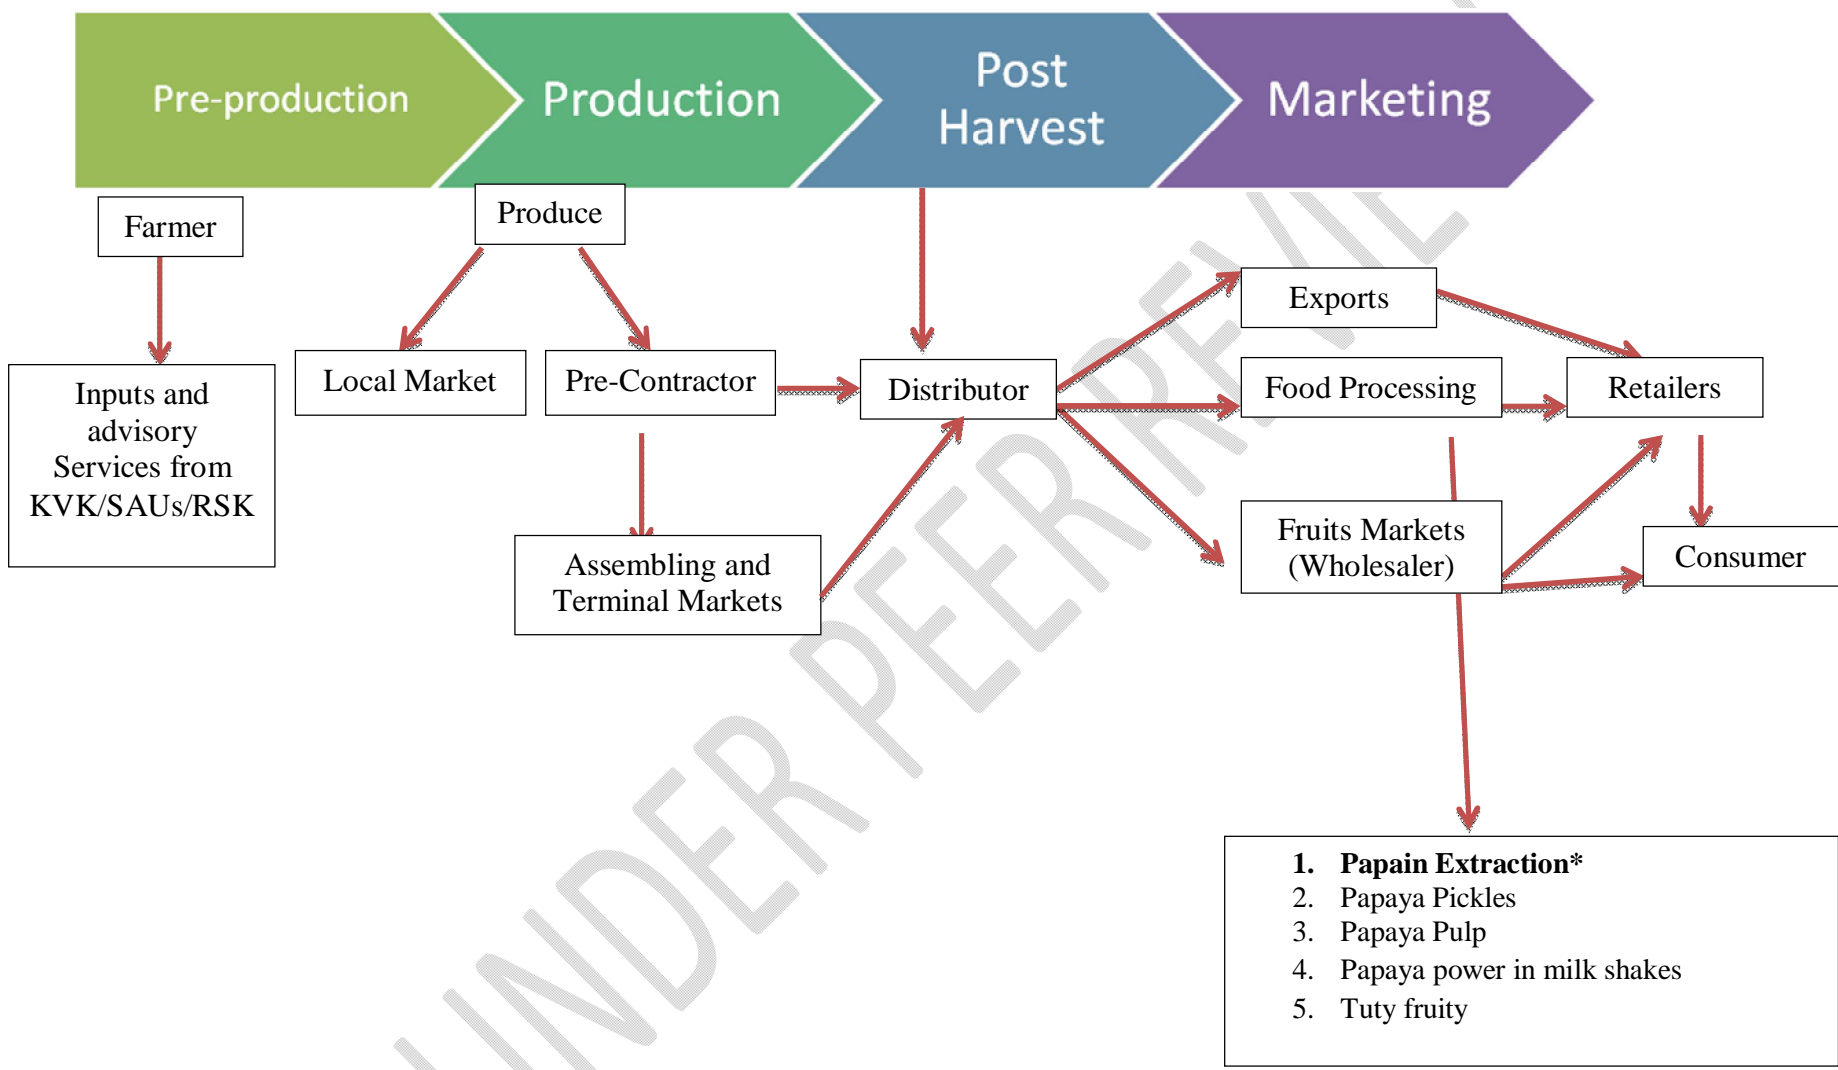 Pre-production
Production
Post
Harvest
Marketing
Farmer
Produce
Exports
Local Market
Pre-Contractor
Distributor
Food Processing
Retailers
Inputs and
advisory
Services from
KVK/SAUs/RSK
Assembling and
Terminal Markets
Fruits Markets
(Wholesaler)
Consumer
1. Papain Extraction*
2. Papaya Pickles
3. Papaya Pulp
4. Papaya power in milk shakes
5. Tuty fruity
UNDER PEER REVIE